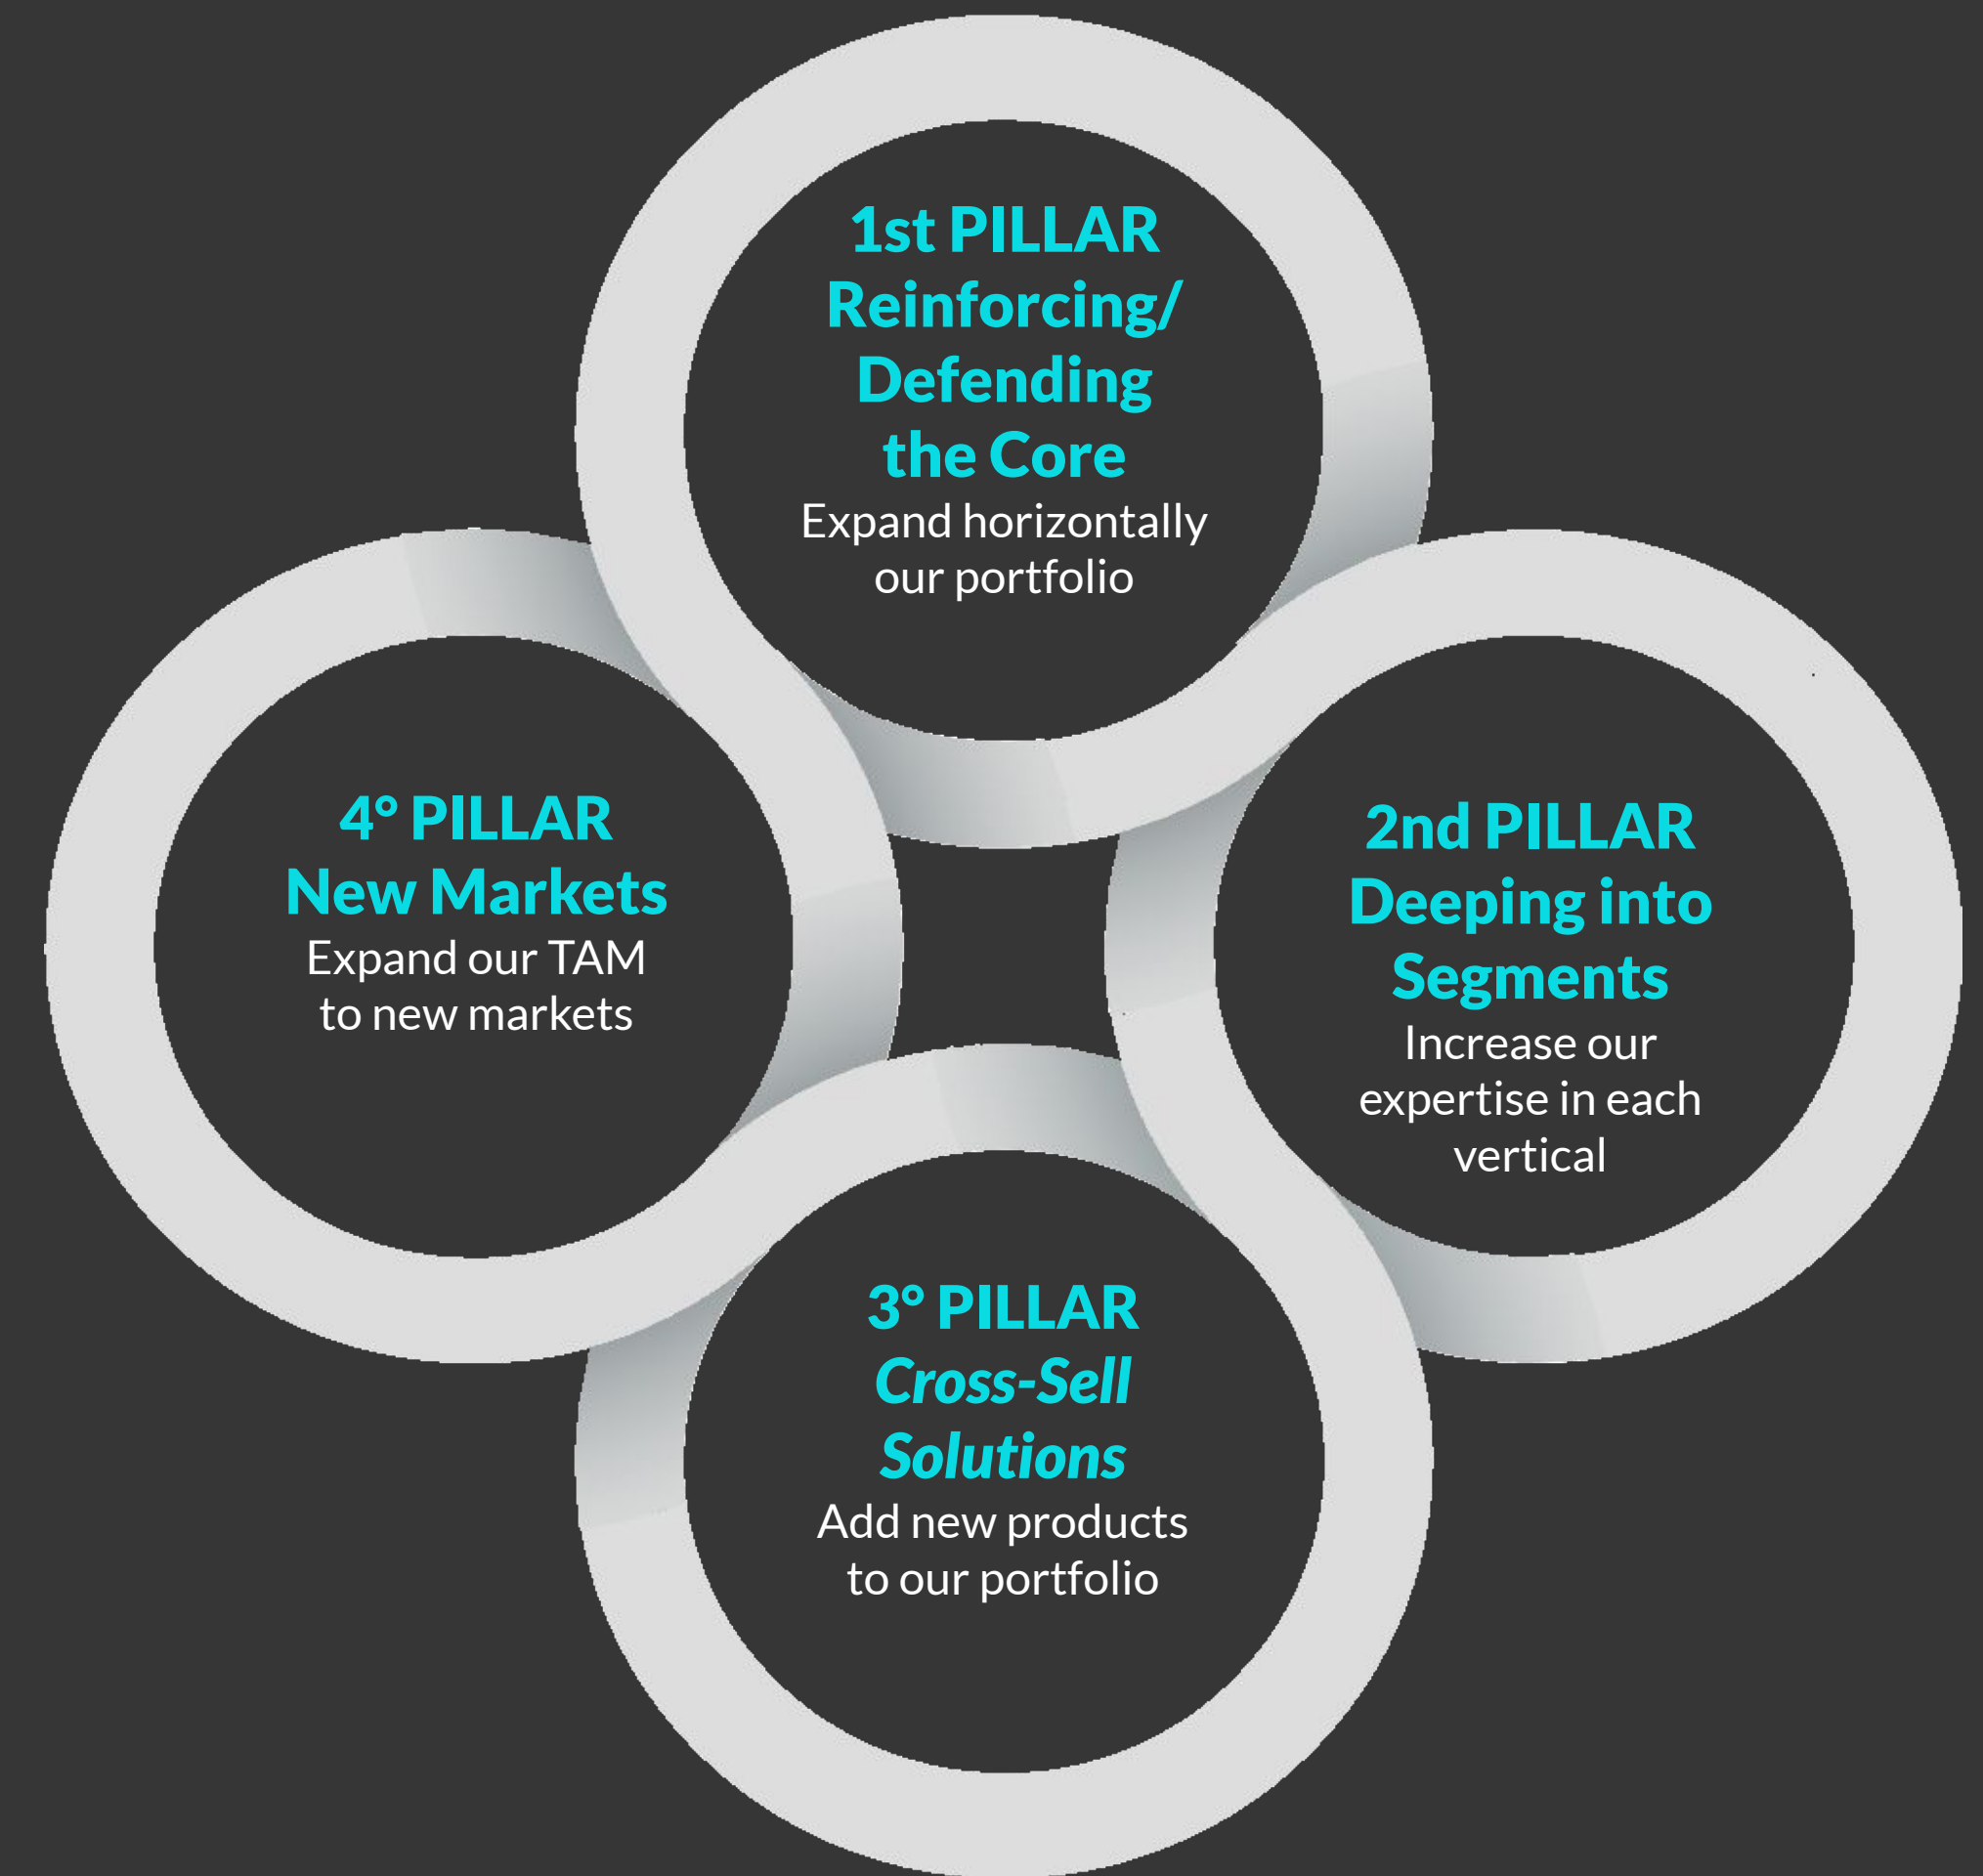 1st PILLAR
Reinforcing/
Defending
the Core
Expand horizontally
our portfolio
2nd PILLAR
Deeping into
Segments
Increase our
expertise in each
vertical
3° PILLAR
Cross-Sell
Solutions
Add new products
to our portfolio
4° PILLAR
New Markets
Expand our TAM
to new markets